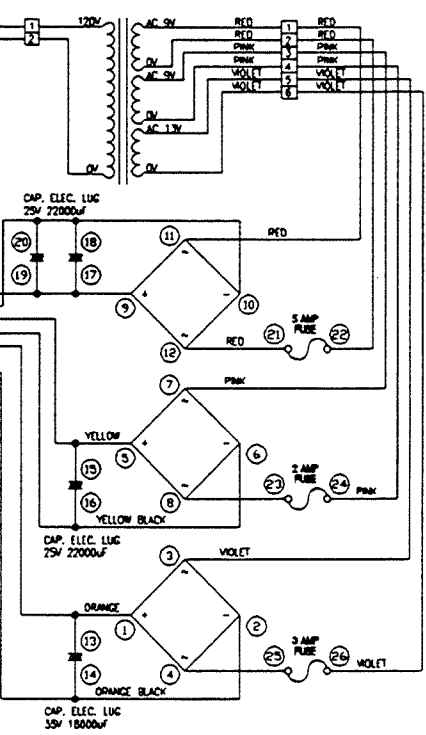 120V AC 9V RED 1 RED
1 RED 2 RED
2 PINK 3 PINK
0V PINK 4 PINK
AC 9V VIOLET 5 VIOLET
VIOLET 6 VIOLET
0V
AC 13V
0V 0V
CAP. ELEC. LUG
25V 22000uF
11 RED
20 18 ~
19 17
9 + - 10
~ 5 AMP
FUSE
12 RED 21 22
7 PINK
~
YELLOW
5 + - 6
15 2 AMP
FUSE
16 ~ 8 23 24 PINK
YELLOW BLACK
CAP. ELEC. LUG
25V 22000uF
3 VIOLET
~
ORANGE
1 + - 2
13 3 AMP
FUSE
14 ~ 4 25 26 VIOLET
ORANGE BLACK
CAP. ELEC. LUG
35V 18000uF